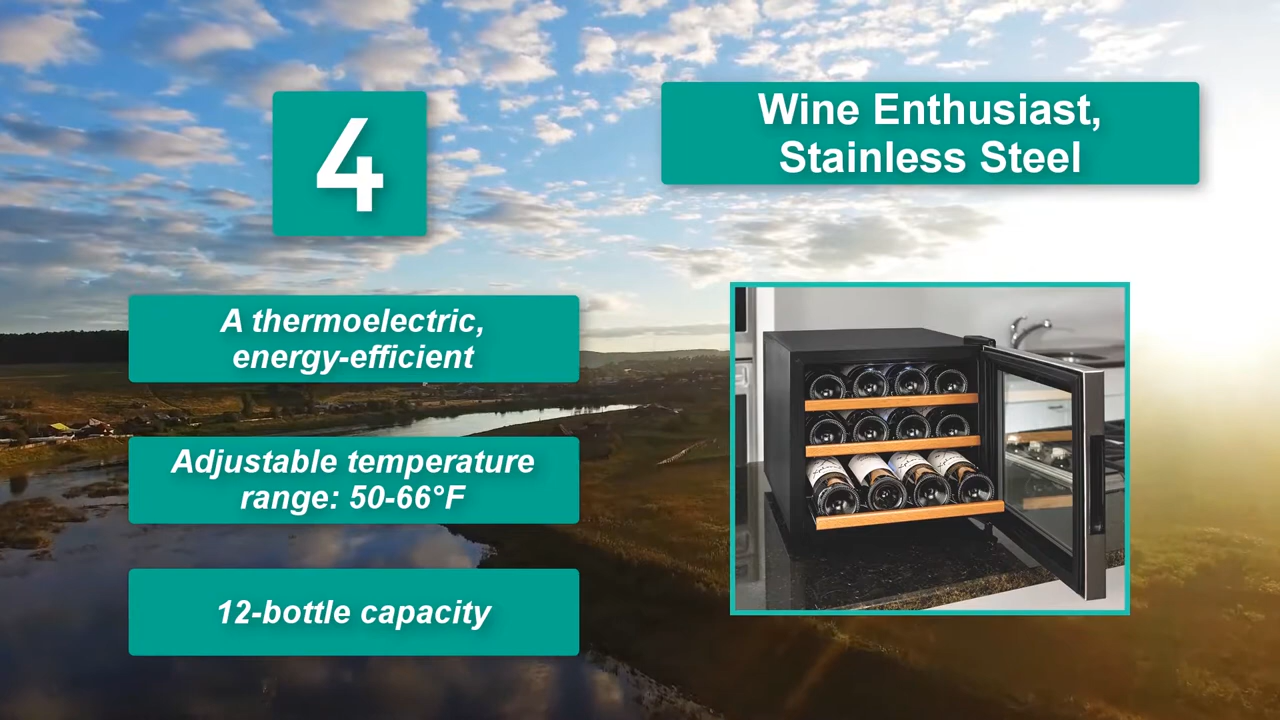 4
Wine Enthusiast,
Stainless Steel
A thermoelectric,
energy-efficient
Adjustable temperature
range: 50-66°F
12-bottle capacity